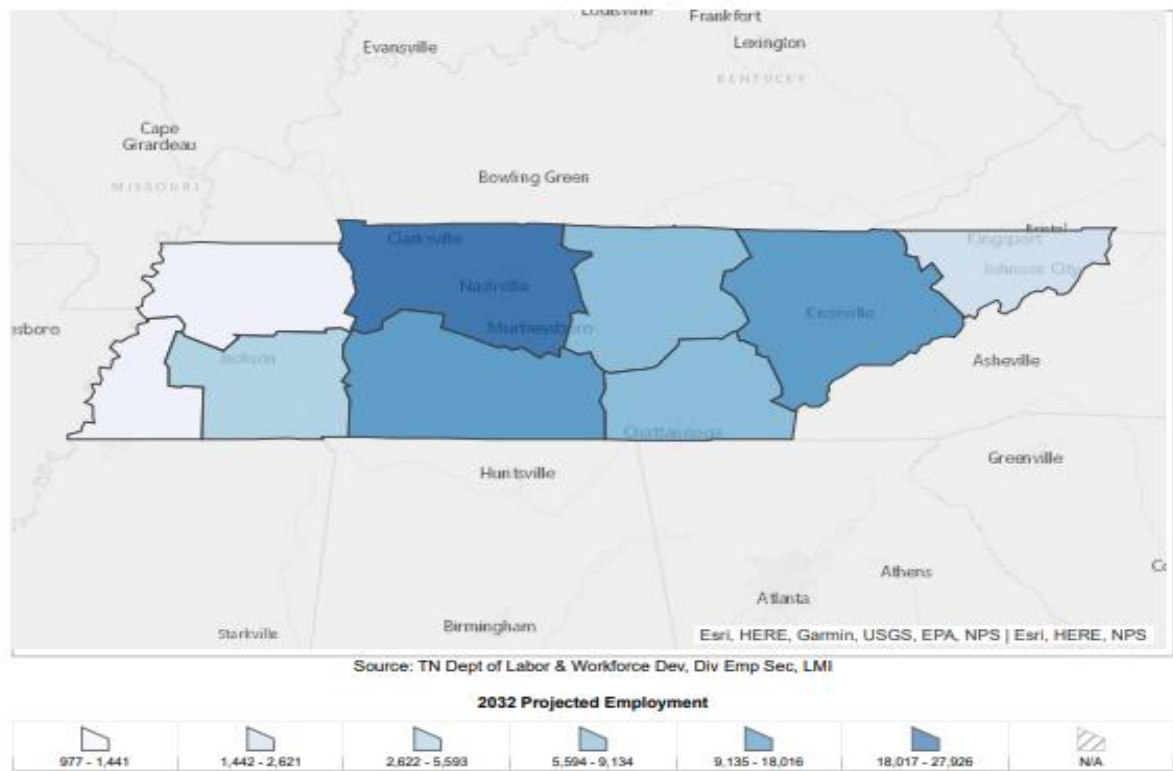 Louisville
Frankfort
Evansville
Lexington
KENTUCKY
Cape
Girardeau
MISSOURI
Bowling Green
Clarksville
Bristol
Kingsport
Johnson City
Nashville
Knoxville
esboro
Murfreesboro
Jackson
Asheville
Chattanooga
Greenville
Huntsville
Athens
Atlanta
Birmingham
Starkville
Esri, HERE, Garmin, USGS, EPA, NPS | Esri, HERE, NPS
Source: TN Dept of Labor & Workforce Dev, Div Emp Sec, LMI
2032 Projected Employment
977 - 1,441
1,442 - 2,621
2,622 - 5,593
5,594 - 9,134
9,135 - 18,016
18,017 - 27,926
N/A